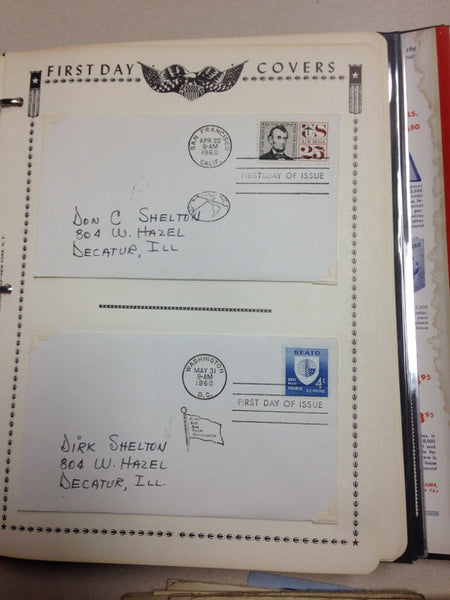 FIRST DAY COVERS
SAN FRANCISCO
APR 22
8-AM
1960
CALIF.
US
AIR MAIL
25
FIRST DAY OF ISSUE
DON C SHELTON
804 W. HAZEL
DECATUR, ILL
WASHINGTON
MAY 31
9-AM
1960
D.C.
SEATO
4¢
U.S. POSTAGE
FIRST DAY OF ISSUE
DIRK SHELTON
804 W. HAZEL
DECATUR, ILL.